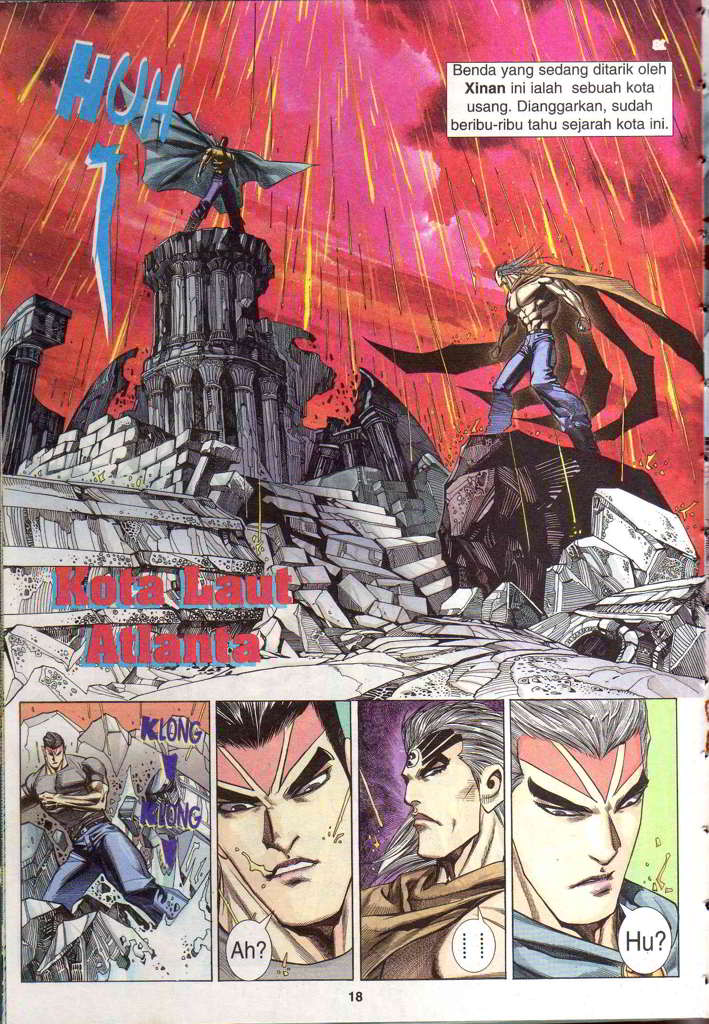 HUH
Benda yang sedang ditarik oleh
Xinan ini ialah sebuah kota
usang. Dianggarkan, sudah
beribu-ribu tahu sejarah kota ini.
Kota Laut
Atlanta
KLONG
KLONG
Ah?
!!
Hu?
18